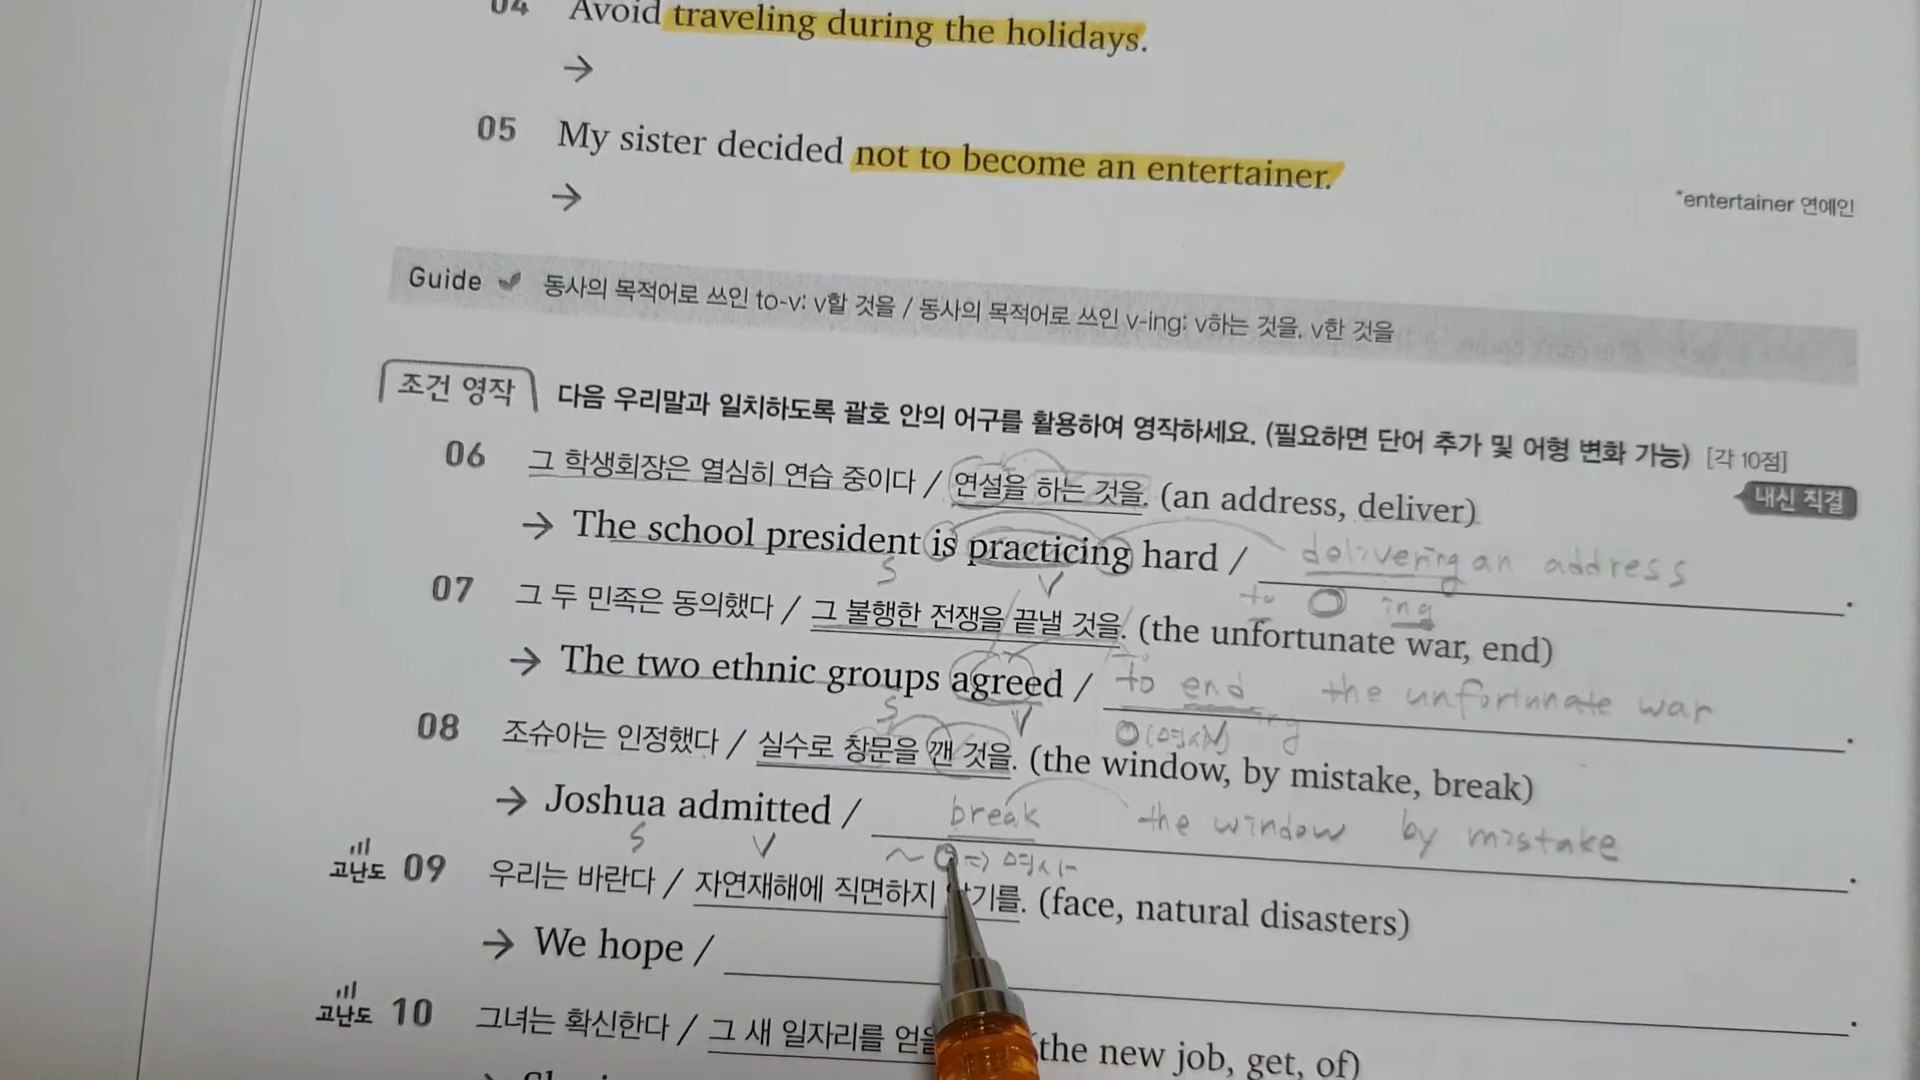 04 Avoid traveling during the holidays.
→
05 My sister decided not to become an entertainer.
→
*entertainer 연예인
Guide 동사의 목적어로 쓰인 to-v: v할 것을 / 동사의 목적어로 쓰인 v-ing: v하는 것을. v한 것을
조건 영작 다음 우리말과 일치하도록 괄호 안의 어구를 활용하여 영작하세요. (필요하면 단어 추가 및 어형 변화 가능) [각 10점]
내신 직결
06 그 학생회장은 열심히 연습 중이다 / 연설을 하는 것을. (an address, deliver)
→ The school president is practicing hard / delivering an address.
S V to O ing
07 그 두 민족은 동의했다 / 그 불행한 전쟁을 끝낼 것을. (the unfortunate war, end)
→ The two ethnic groups agreed / to end the unfortunate war.
S V O(명사) ing
08 조슈아는 인정했다 / 실수로 창문을 깬 것을. (the window, by mistake, break)
→ Joshua admitted / break the window by mistake.
S V ~ O => 명사
고난도 09 우리는 바란다 / 자연재해에 직면하지 기를. (face, natural disasters)
→ We hope / .
고난도 10 그녀는 확신한다 / 그 새 일자리를 (the new job, get, of)